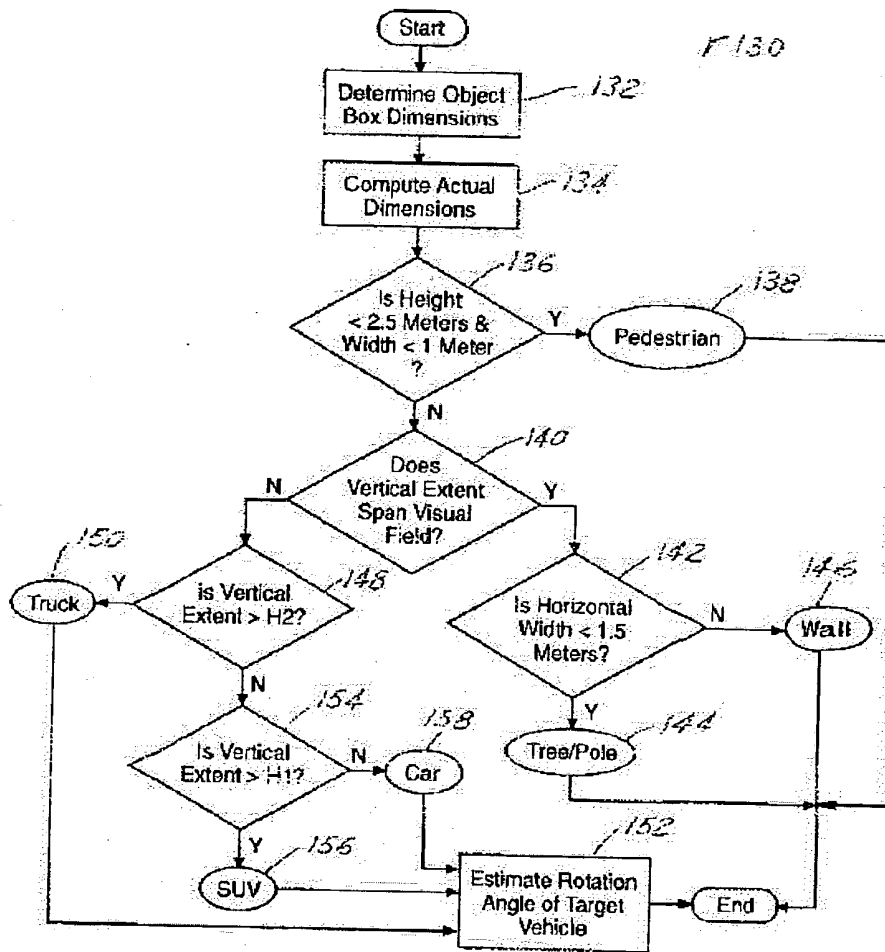 Start
130
Determine Object
Box Dimensions
132
Compute Actual
Dimensions
134
136
Is Height
< 2.5 Meters &
Width < 1 Meter
?
Y
138
Pedestrian
N
140
Does
Vertical Extent
Span Visual
Field?
N
Y
150
Truck
Y
148
is Vertical
Extent > H2?
142
Is Horizontal
Width < 1.5
Meters?
N
146
Wall
N
154
Is Vertical
Extent > H1?
N
158
Car
Y
144
Tree/Pole
Y
156
SUV
152
Estimate Rotation
Angle of Target
Vehicle
End